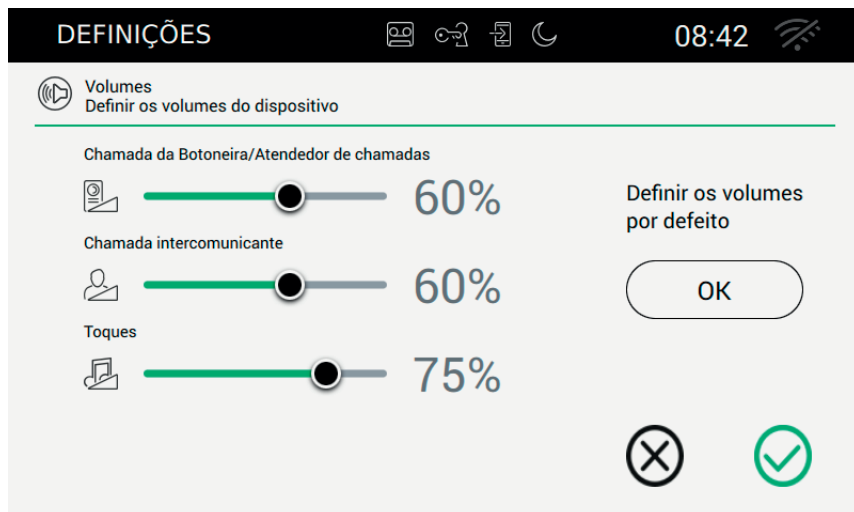 DEFINIÇÕES
08:42
Volumes
Definir os volumes do dispositivo
Chamada da Botoneira/Atendedor de chamadas
60%
Chamada intercomunicante
60%
Toques
75%
Definir os volumes
por defeito
OK